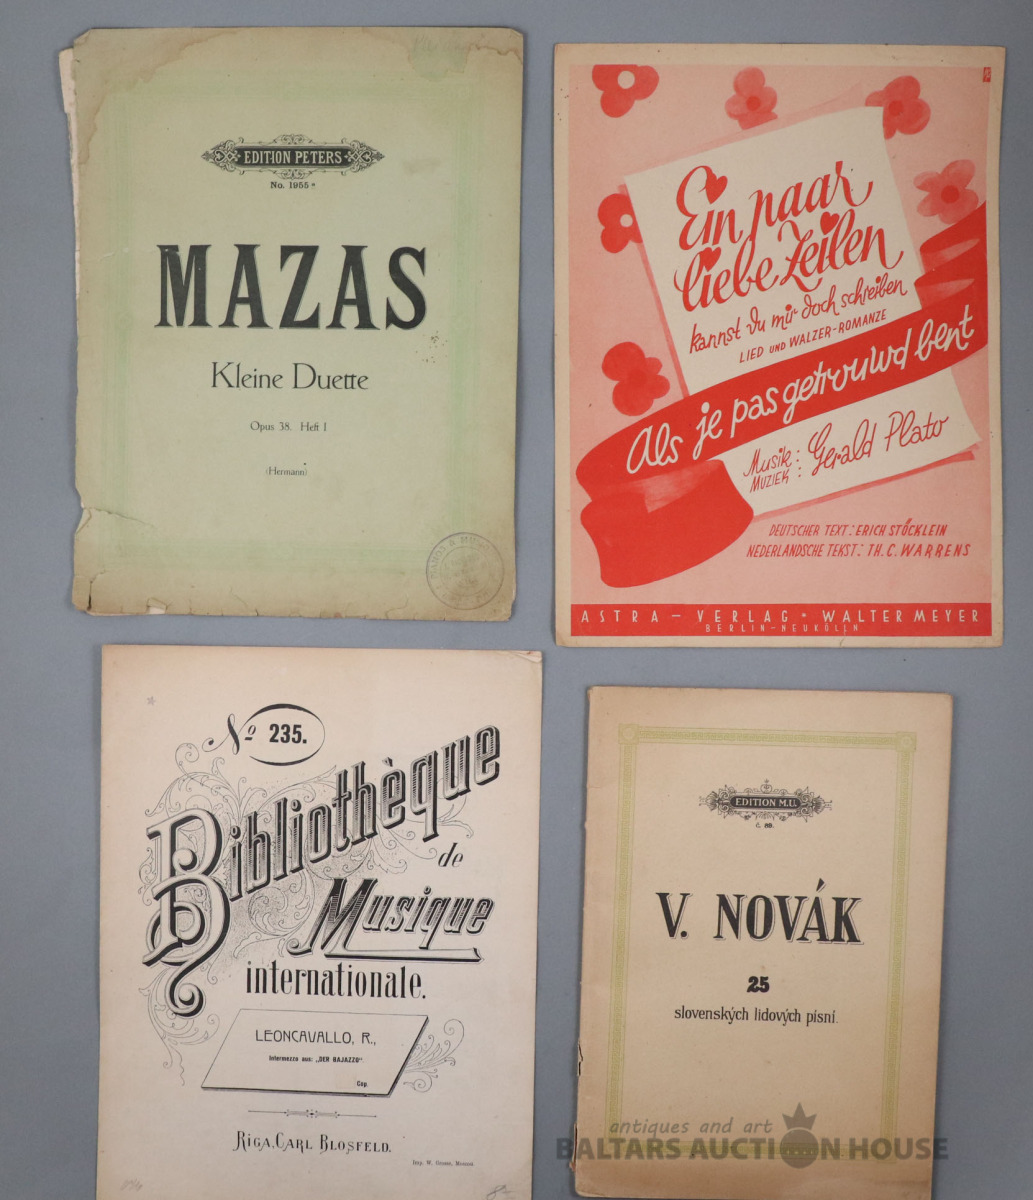 EDITION PETERS
No. 1955a
MAZAS
Kleine Duette
Opus 38. Heft I
(Hermann)
Ein paar
liebe Zeilen
kannst du mir doch schreiben
LIED UND WALZER-ROMANZE
Als je pas getrouwd bent
Musik: Gerald Plato
MUZIEK:
DEUTSCHER TEXT: ERICH STÖCKLEIN
NEDERLANDSCHE TEKST: TH. C. WARRENS
ASTRA - VERLAG · WALTER MEYER
BERLIN-NEUKÖLLN
No 235.
Bibliothèque
de
Musique
internationale.
LEONCAVALLO, R.,
Intermezzo aus: „DER BAJAZZO".
Cop.
RIGA, CARL BLOSFELD.
EDITION M.U.
Č. 89.
V. NOVÁK
25
slovenských lidových písní.
antiques and art
BALTARS AUCTION HOUSE